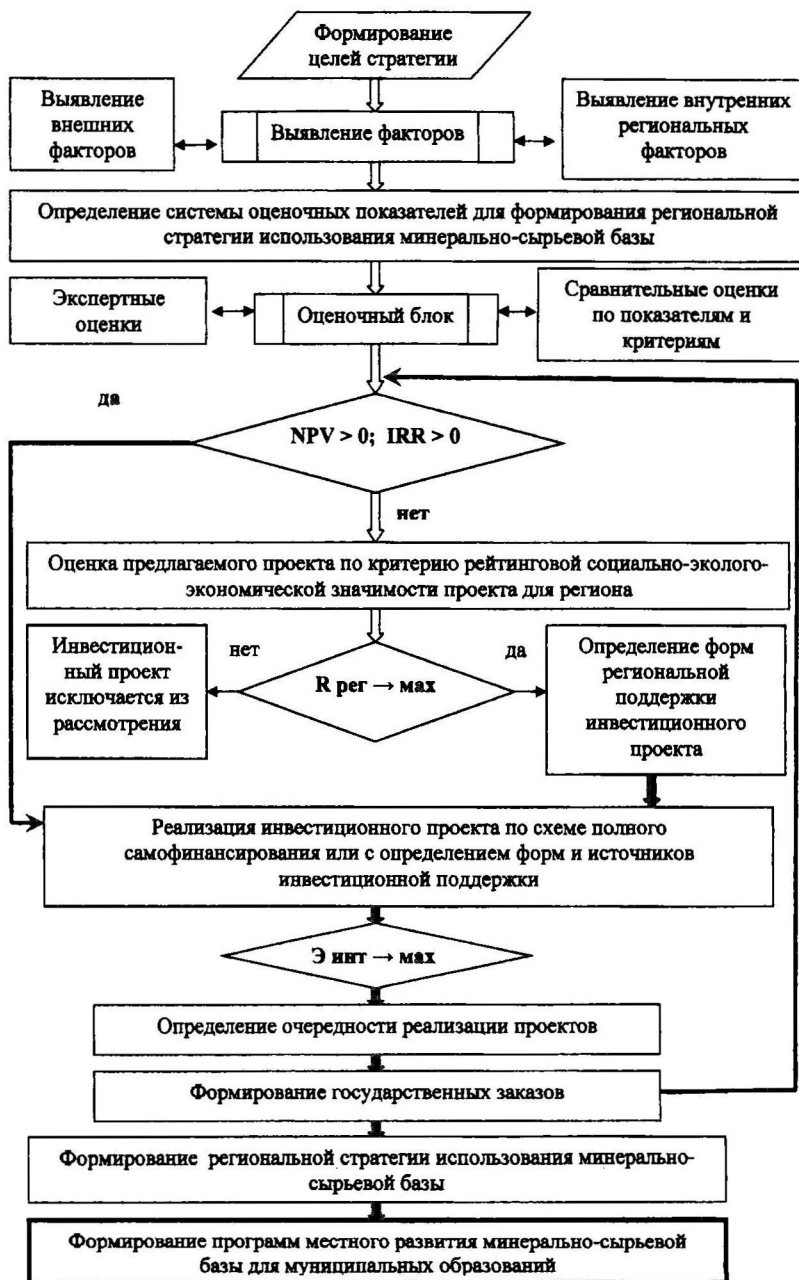 Формирование
целей стратегии
Выявление
внешних
факторов
Выявление факторов
Выявление внутренних
региональных
факторов
Определение системы оценочных показателей для формирования региональной
стратегии использования минерально-сырьевой базы
Экспертные
оценки
Оценочный блок
Сравнительные оценки
по показателям и
критериям
да
NPV > 0; IRR > 0
нет
Оценка предлагаемого проекта по критерию рейтинговой социально-эколого-
экономической значимости проекта для региона
Инвестицион-
ный проект
исключается из
рассмотрения
нет
R рег → мах
да
Определение форм
региональной
поддержки
инвестиционного
проекта
Реализация инвестиционного проекта по схеме полного
самофинансирования или с определением форм и источников
инвестиционной поддержки
Э инт → мах
Определение очередности реализации проектов
Формирование государственных заказов
Формирование региональной стратегии использования минерально-
сырьевой базы
Формирование программ местного развития минерально-сырьевой
базы для муниципальных образований